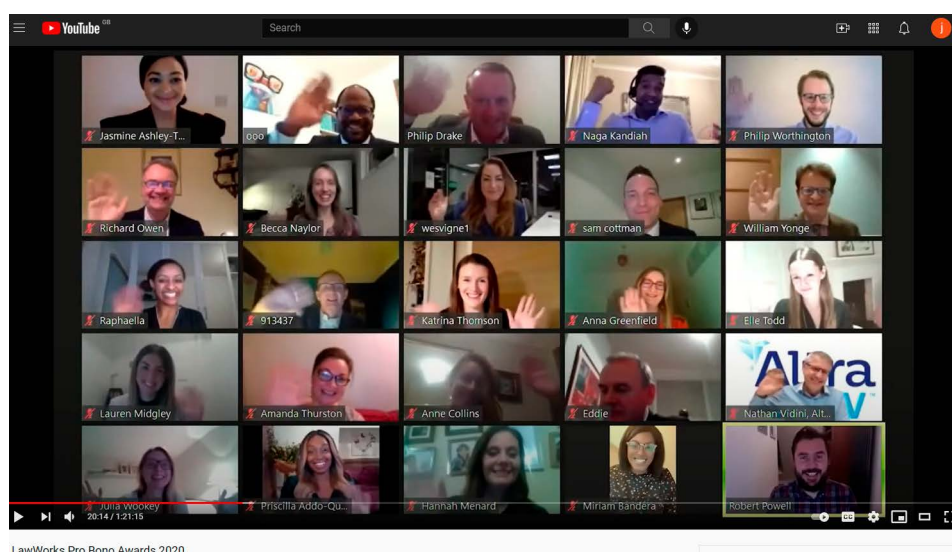 YouTube GB
Search
j
Jasmine Ashley-T...
ooo
Philip Drake
Naga Kandiah
Philip Worthington
Richard Owen
Becca Naylor
wesvigne1
sam cottman
William Yonge
Raphaella
913437
Katrina Thomson
Anna Greenfield
Elle Todd
Lauren Midgley
Amanda Thurston
Anne Collins
Eddie
Nathan Vidini, Alt...
V
Julia Wookey
Priscilla Addo-Qu...
Hannah Menard
Miriam Bandera
Robert Powell
20:14 / 1:21:15
CC
LawWorks Pro Bono Awards 2020